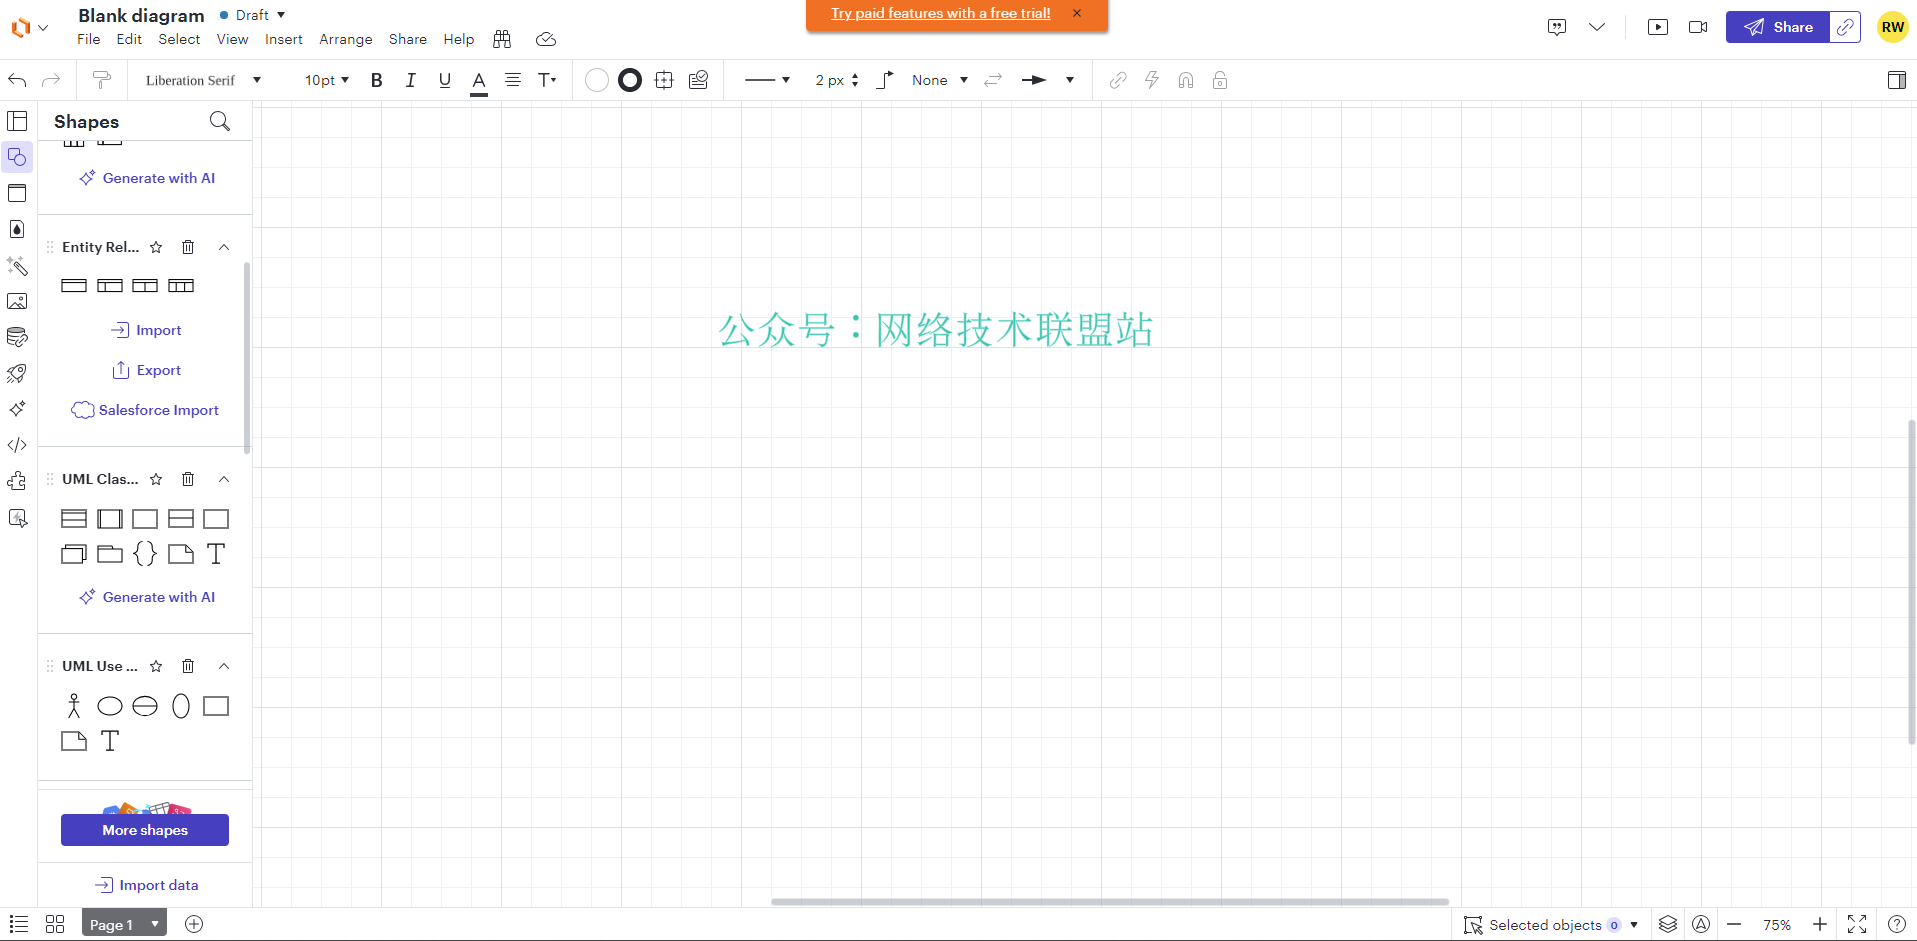 Blank diagram
Draft
Try paid features with a free trial!
File Edit Select View Insert Arrange Share Help
Share
RW
Liberation Serif
10pt
B I U A T
2 px
None
Shapes
Generate with AI
Entity Rel...
Import
Export
Salesforce Import
UML Clas...
{} T
Generate with AI
UML Use ...
T
More shapes
Import data
公众号：网络技术联盟站
Page 1
Selected objects 0
75%